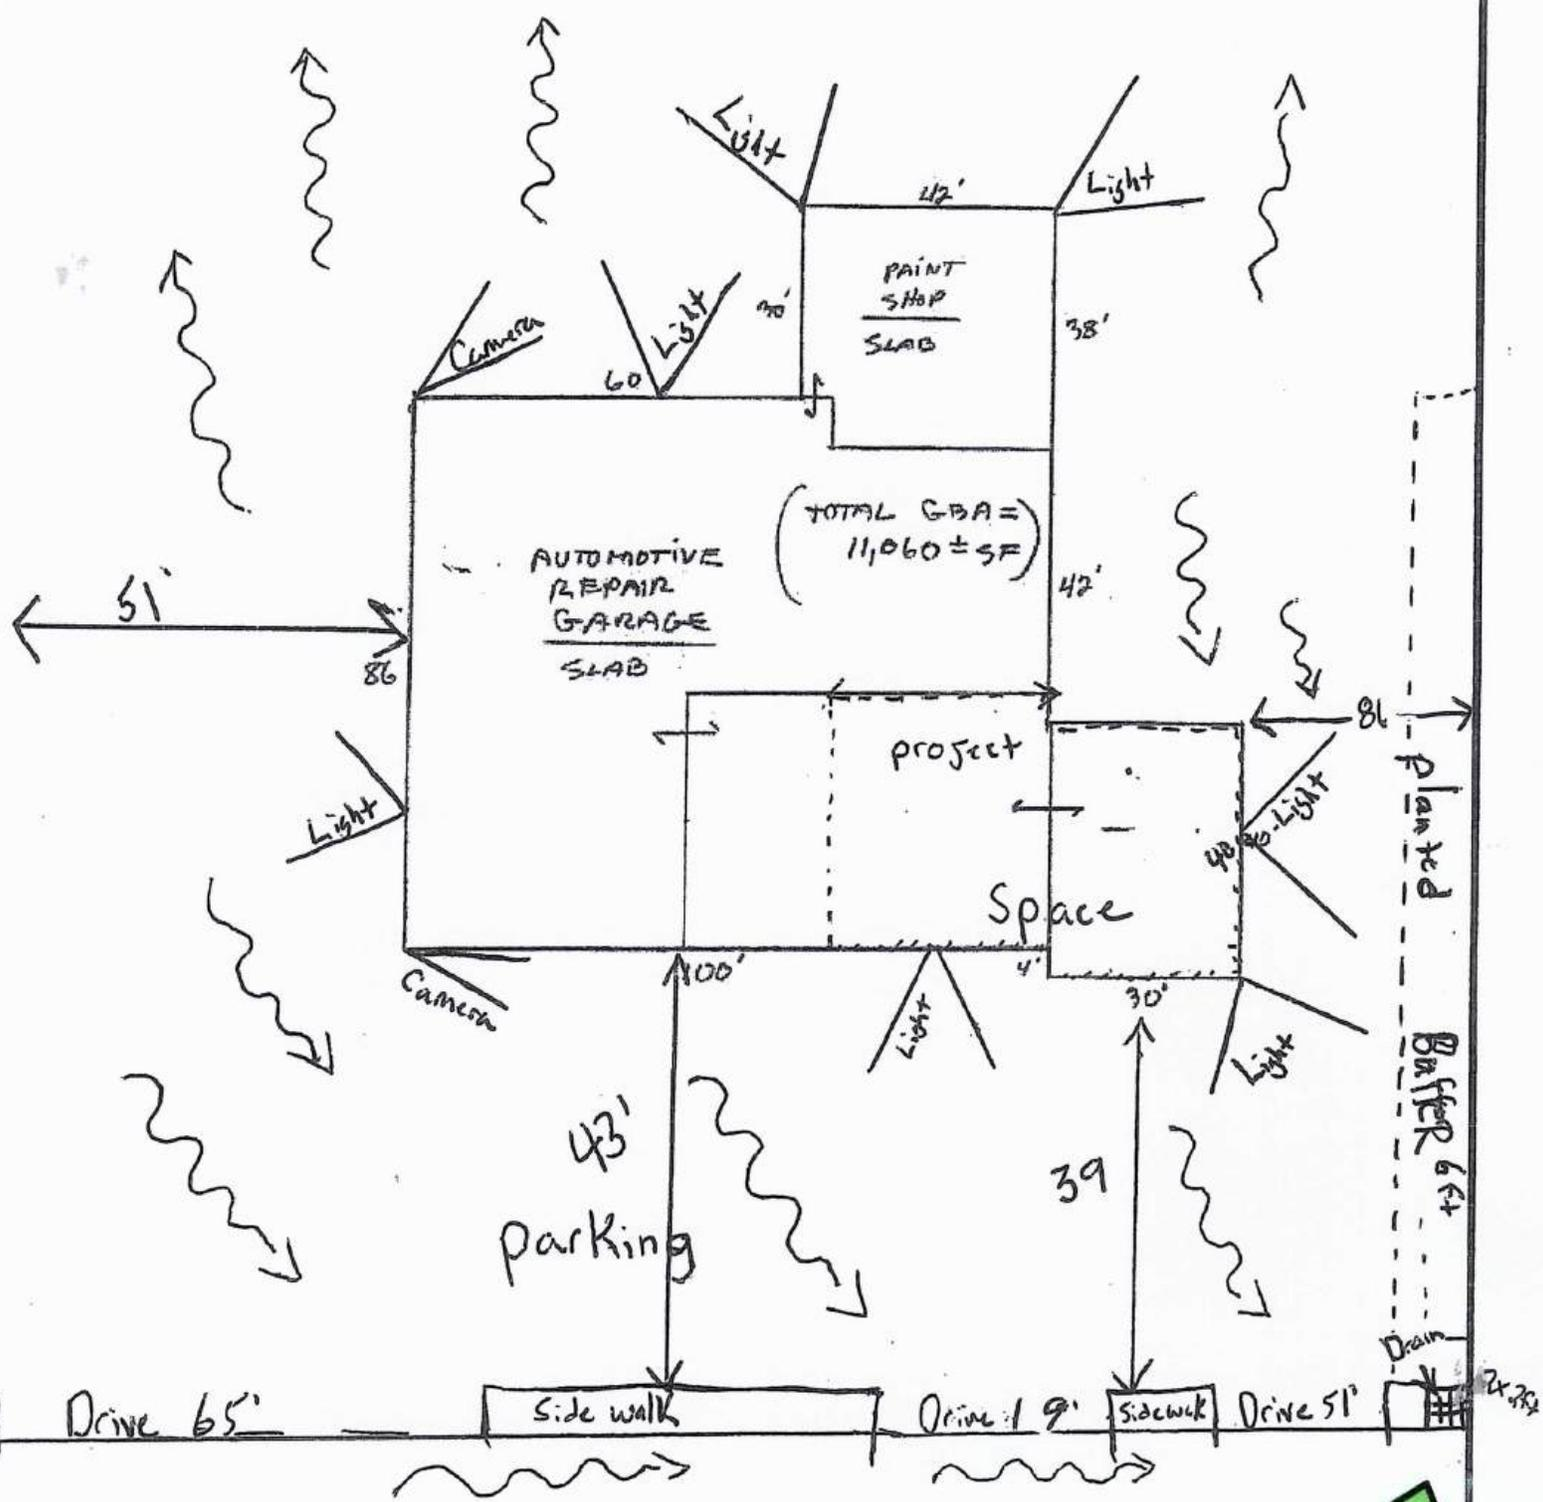 Light
42'
Light
PAINT
SHOP
SLAB
30'
38'
Camera
Light
60
(TOTAL GBA =
11,060 ± SF)
AUTOMOTIVE
REPAIR
GARAGE
SLAB
42'
51'
86
project
86
Light
Light
40
planted
Buffer 6ft
Space
100'
4'
30'
Camera
Light
Light
43'
39
parking
Drain
Drive 65'
Side walk
Drive 19'
Sidewalk
Drive 51'